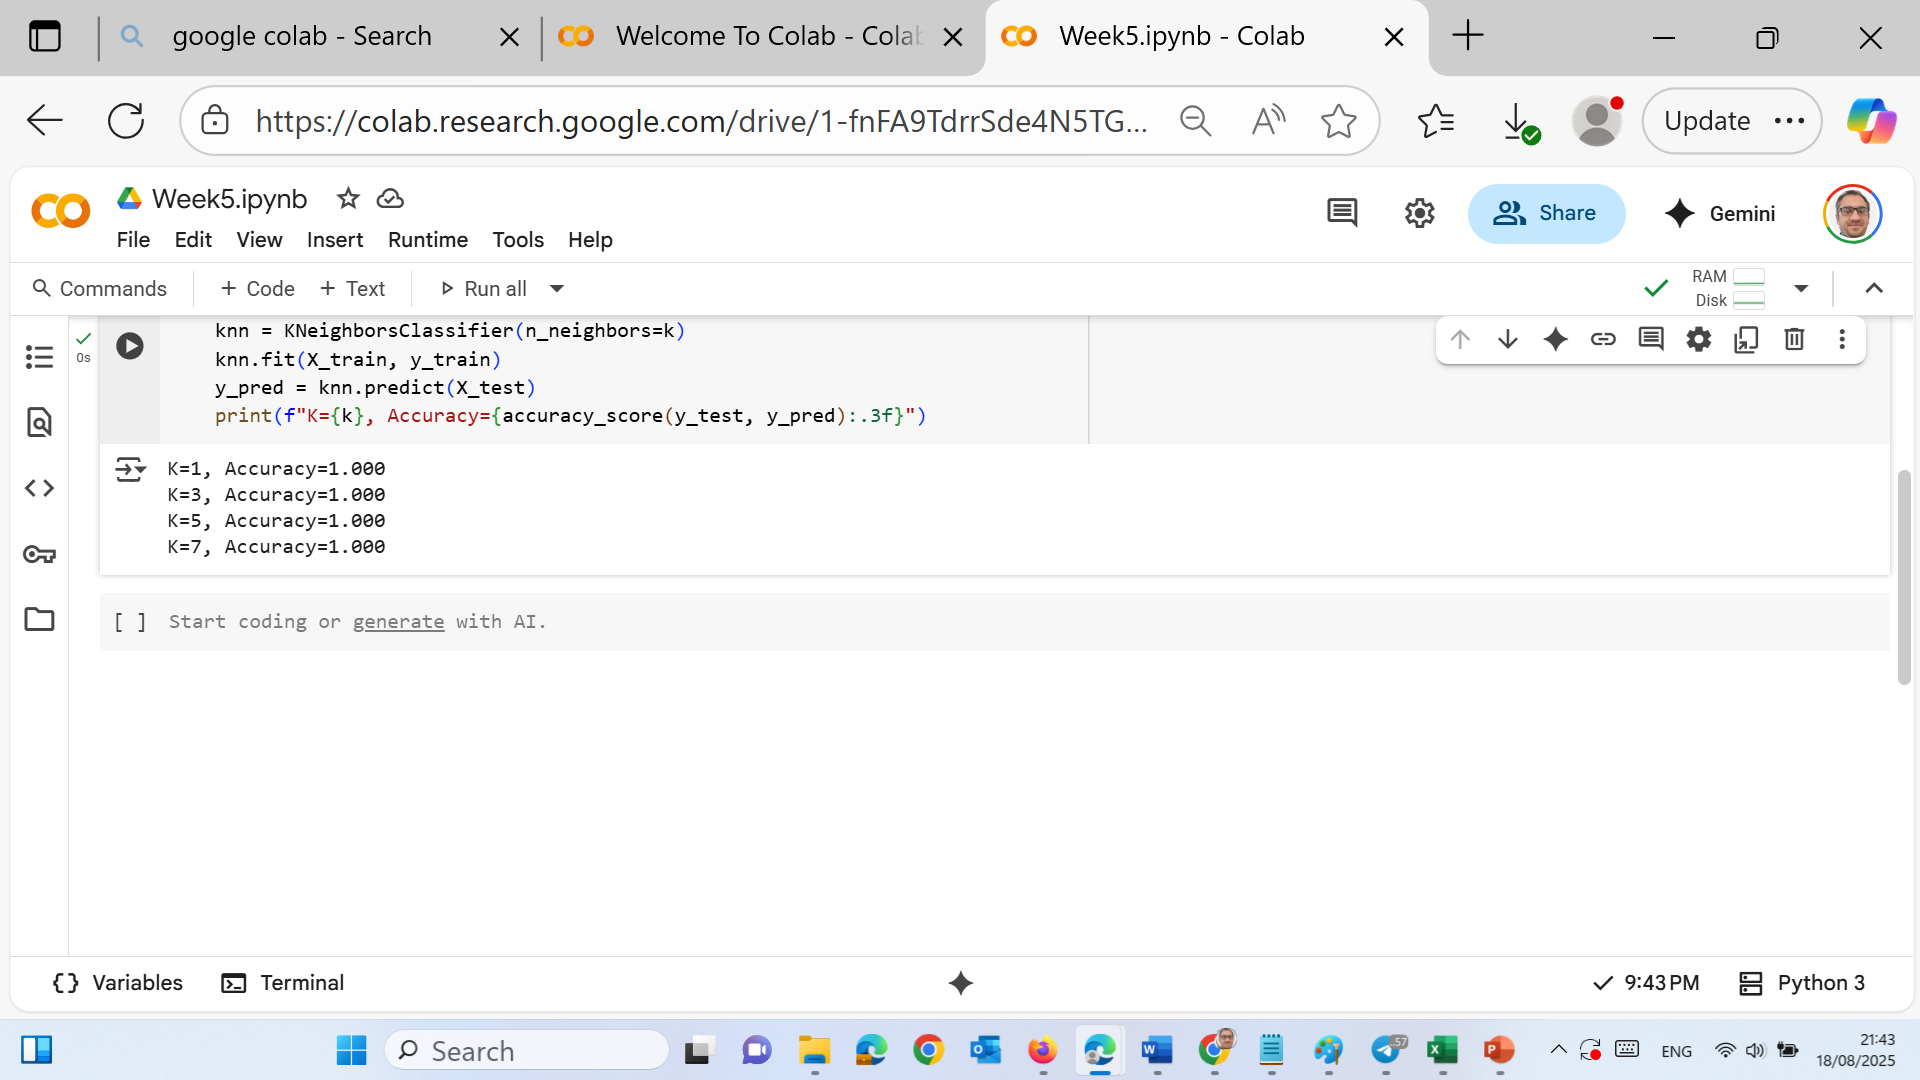 google colab - Search
Welcome To Colab - Colab
Week5.ipynb - Colab
https://colab.research.google.com/drive/1-fnFA9TdrrSde4N5TG...
Update
Week5.ipynb
File Edit View Insert Runtime Tools Help
Share
Gemini
Commands
+ Code
+ Text
Run all
RAM
Disk
0s
knn = KNeighborsClassifier(n_neighbors=k)
knn.fit(X_train, y_train)
y_pred = knn.predict(X_test)
print(f"K={k}, Accuracy={accuracy_score(y_test, y_pred):.3f}")
K=1, Accuracy=1.000
K=3, Accuracy=1.000
K=5, Accuracy=1.000
K=7, Accuracy=1.000
[ ] Start coding or generate with AI.
{} Variables
Terminal
9:43 PM
Python 3
Search
.57
ENG
21:43
18/08/2025